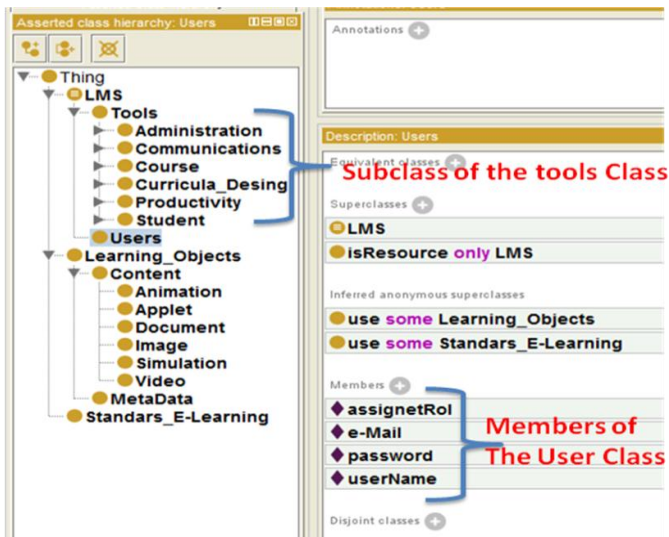 Asserted class hierarchy: Users
Thing
LMS
Tools
Administration
Communications
Course
Curricula_Desing
Productivity
Student
Users
Learning_Objects
Content
Animation
Applet
Document
Image
Simulation
Video
MetaData
Standars_E-Learning
Annotations
Description: Users
Equivalent classes
Subclass of the tools Class
Superclasses
LMS
isResource only LMS
Inferred anonymous superclasses
use some Learning_Objects
use some Standars_E-Learning
Members
assignetRol
e-Mail
password
userName
Members of
The User Class
Disjoint classes